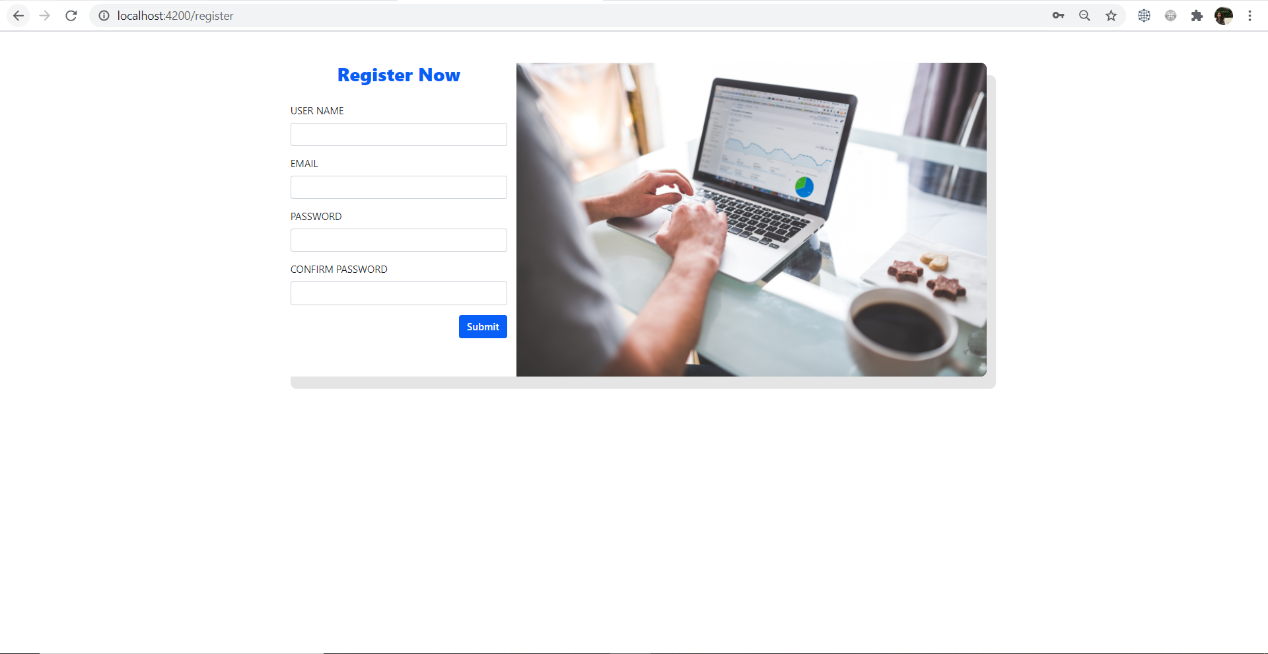 localhost:4200/register
Register Now
USER NAME
EMAIL
PASSWORD
CONFIRM PASSWORD
Submit